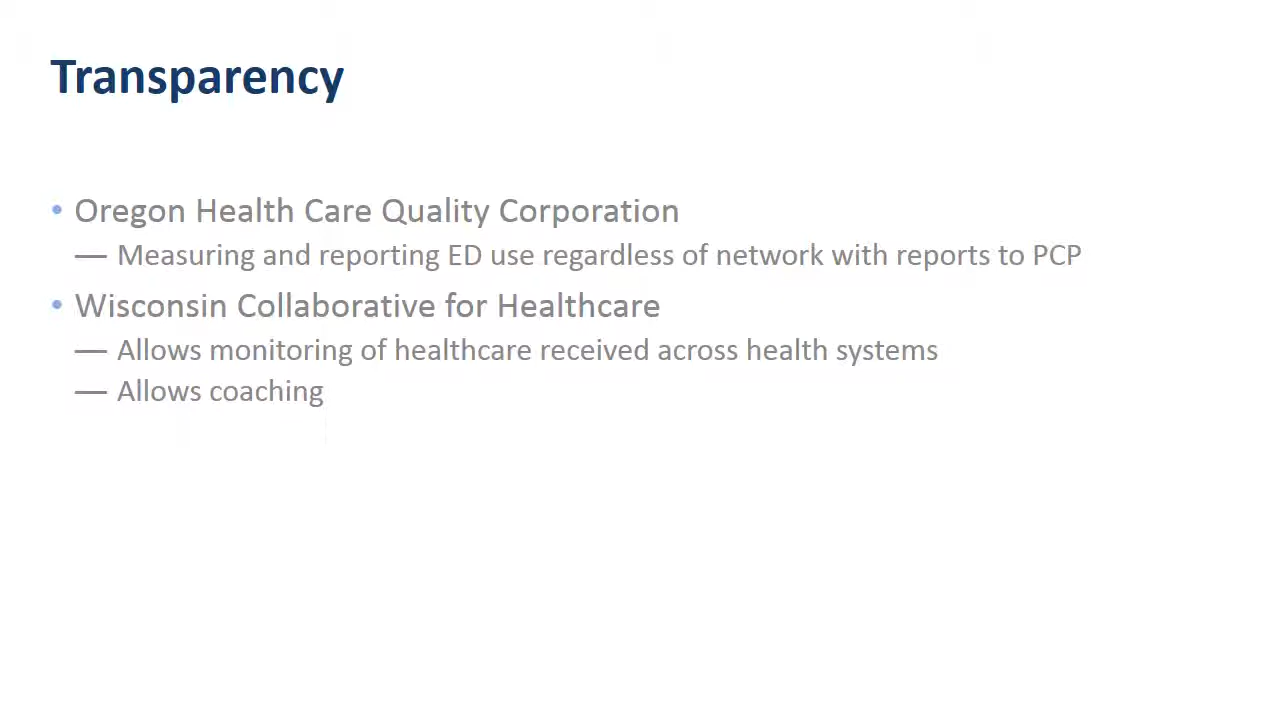 Transparency
• Oregon Health Care Quality Corporation
— Measuring and reporting ED use regardless of network with reports to PCP
• Wisconsin Collaborative for Healthcare
— Allows monitoring of healthcare received across health systems
— Allows coaching